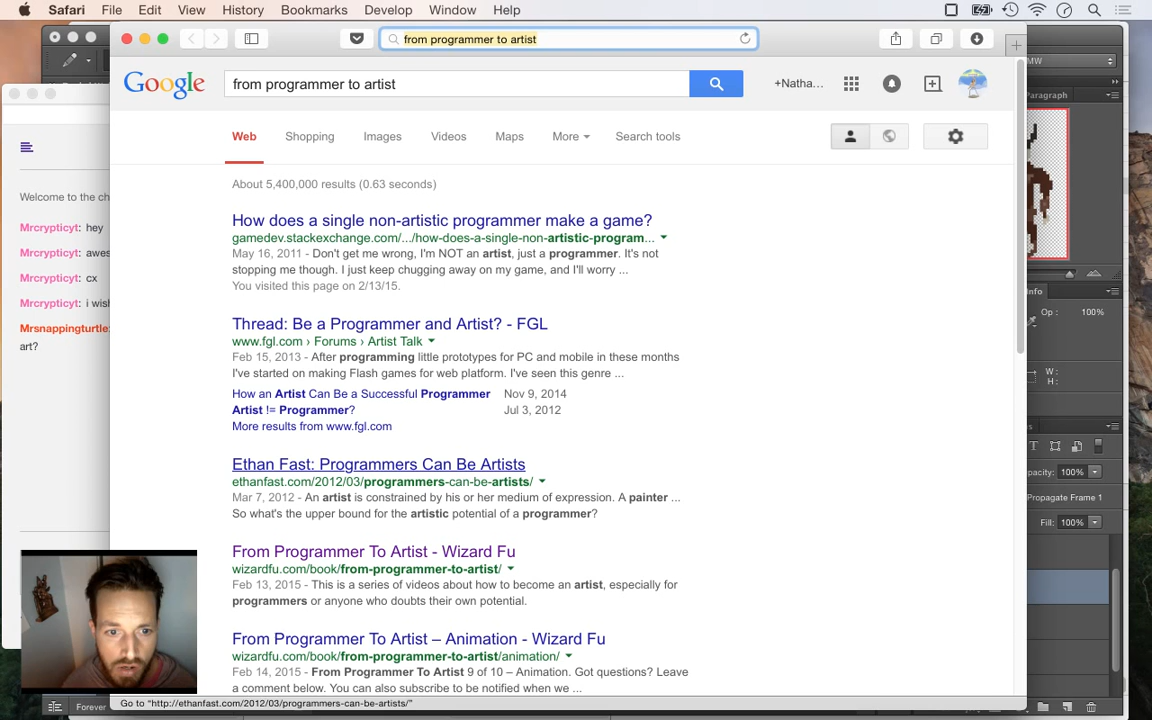 Safari File Edit View History Bookmarks Develop Window Help
from programmer to artist
MW
Google from programmer to artist +Natha...
Web Shopping Images Videos Maps More Search tools
Paragraph
About 5,400,000 results (0.63 seconds)
How does a single non-artistic programmer make a game?
gamedev.stackexchange.com/.../how-does-a-single-non-artistic-program...
May 16, 2011 - Don't get me wrong, I'm NOT an artist, just a programmer. It's not
stopping me though. I just keep chugging away on my game, and I'll worry ...
You visited this page on 2/13/15.
Thread: Be a Programmer and Artist? - FGL
www.fgl.com › Forums › Artist Talk
Feb 15, 2013 - After programming little prototypes for PC and mobile in these months
I've started on making Flash games for web platform. I've seen this genre ...
How an Artist Can Be a Successful Programmer Nov 9, 2014
Artist != Programmer? Jul 3, 2012
More results from www.fgl.com
Ethan Fast: Programmers Can Be Artists
ethanfast.com/2012/03/programmers-can-be-artists/
Mar 7, 2012 - An artist is constrained by his or her medium of expression. A painter ...
So what's the upper bound for the artistic potential of a programmer?
From Programmer To Artist - Wizard Fu
wizardfu.com/book/from-programmer-to-artist/
Feb 13, 2015 - This is a series of videos about how to become an artist, especially for
programmers or anyone who doubts their own potential.
From Programmer To Artist – Animation - Wizard Fu
wizardfu.com/book/from-programmer-to-artist/animation/
Feb 14, 2015 - From Programmer To Artist 9 of 10 – Animation. Got questions? Leave
a comment below. You can also subscribe to be notified when we ...
Go to "http://ethanfast.com/2012/03/programmers-can-be-artists/"
Welcome to the ch
Mrcrypticyt: hey
Mrcrypticyt: awes
Mrcrypticyt: cx
Mrcrypticyt: i wish
Mrsnappingturtle:
art?
Forever
Info
Op: 100%
W:
H:
pacity: 100%
Propagate Frame 1
Fill: 100%